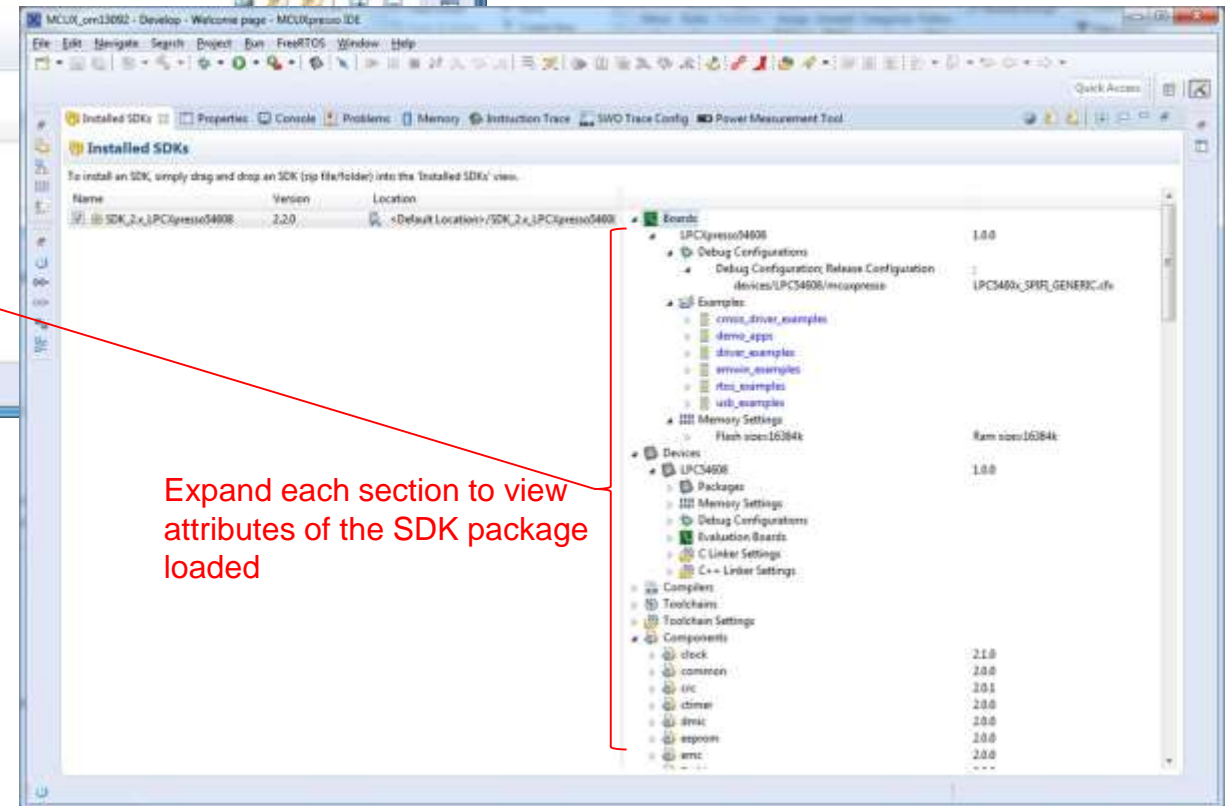 MCUX_om13092 - Develop - Welcome page - MCUXpresso IDE
File Edit Navigate Search Project Run FreeRTOS Window Help
Quick Access
Installed SDKs Properties Console Problems Memory Instruction Trace SWO Trace Config Power Measurement Tool
Installed SDKs
To install an SDK, simply drag and drop an SDK (zip file/folder) into the 'Installed SDKs' view.
Name Version Location
SDK_2.x_LPCXpresso54608 2.2.0 <Default Location>/SDK_2.x_LPCXpresso54608
Boards
LPCXpresso54608 1.0.0
Debug Configurations
Debug Configuration; Release Configuration ;
devices/LPC54608/mcuxpresso LPC5460x_SPIFI_GENERIC.cfx
Examples
cmsis_driver_examples
demo_apps
driver_examples
emwin_examples
rtos_examples
usb_examples
Memory Settings
Flash size=16384k Ram size=16384k
Devices
LPC54608 1.0.0
Packages
Memory Settings
Debug Configurations
Evaluation Boards
C Linker Settings
C++ Linker Settings
Compilers
Toolchains
Toolchain Settings
Components
clock 2.1.0
common 2.0.0
crc 2.0.1
ctimer 2.0.0
dmic 2.0.0
eeprom 2.0.0
emc 2.0.0
Expand each section to view
attributes of the SDK package
loaded